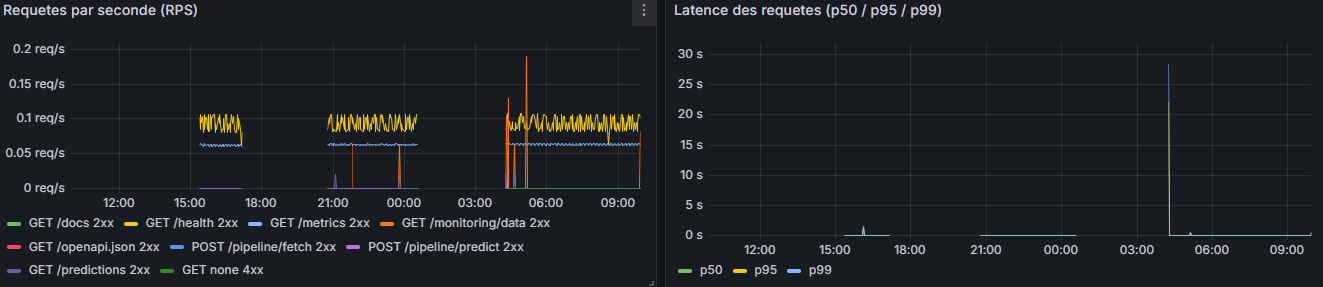 Requetes par seconde (RPS)
0.2 req/s
0.15 req/s
0.1 req/s
0.05 req/s
0 req/s
12:00 15:00 18:00 21:00 00:00 03:00 06:00 09:00
GET /docs 2xx GET /health 2xx GET /metrics 2xx GET /monitoring/data 2xx
GET /openapi.json 2xx POST /pipeline/fetch 2xx POST /pipeline/predict 2xx
GET /predictions 2xx GET none 4xx
Latence des requetes (p50 / p95 / p99)
30 s
25 s
20 s
15 s
10 s
5 s
0 s
12:00 15:00 18:00 21:00 00:00 03:00 06:00 09:00
p50 p95 p99